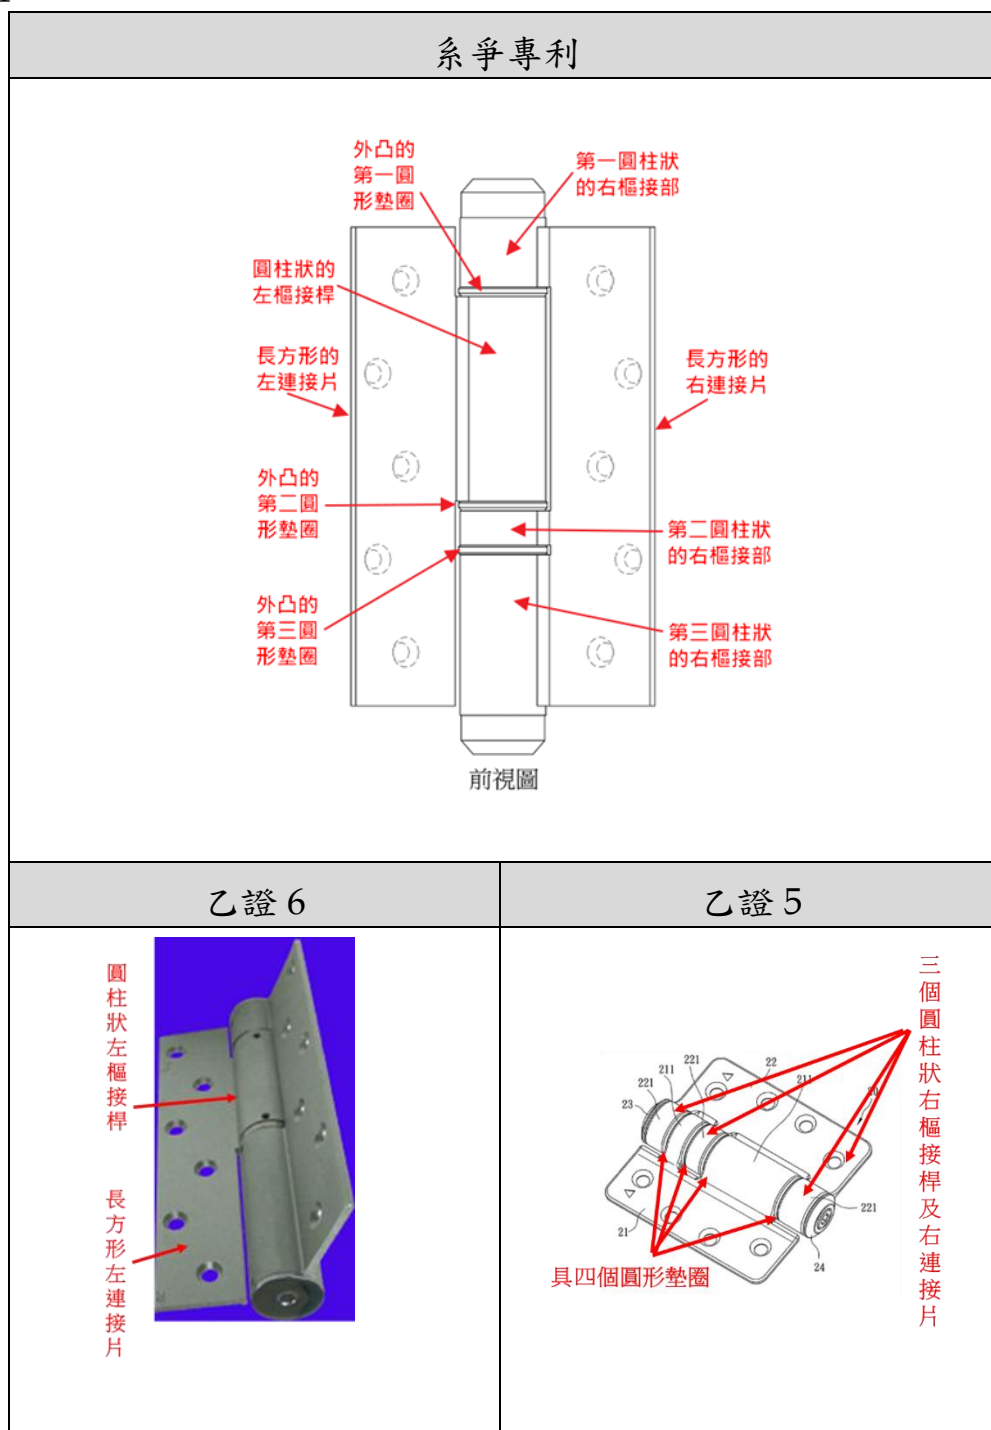 系爭專利
外凸的
第一圓
形墊圈
第一圓柱狀
的右樞接部
圓柱狀的
左樞接桿
長方形的
左連接片
長方形的
右連接片
外凸的
第二圓
形墊圈
第二圓柱狀
的右樞接部
外凸的
第三圓
形墊圈
第三圓柱狀
的右樞接部
前視圖
乙證6
乙證5
圓柱狀左樞接桿
長方形左連接片
三個圓柱狀右樞接桿及右連接片
221
22
211
211
221
23
20
21
221
24
具四個圓形墊圈